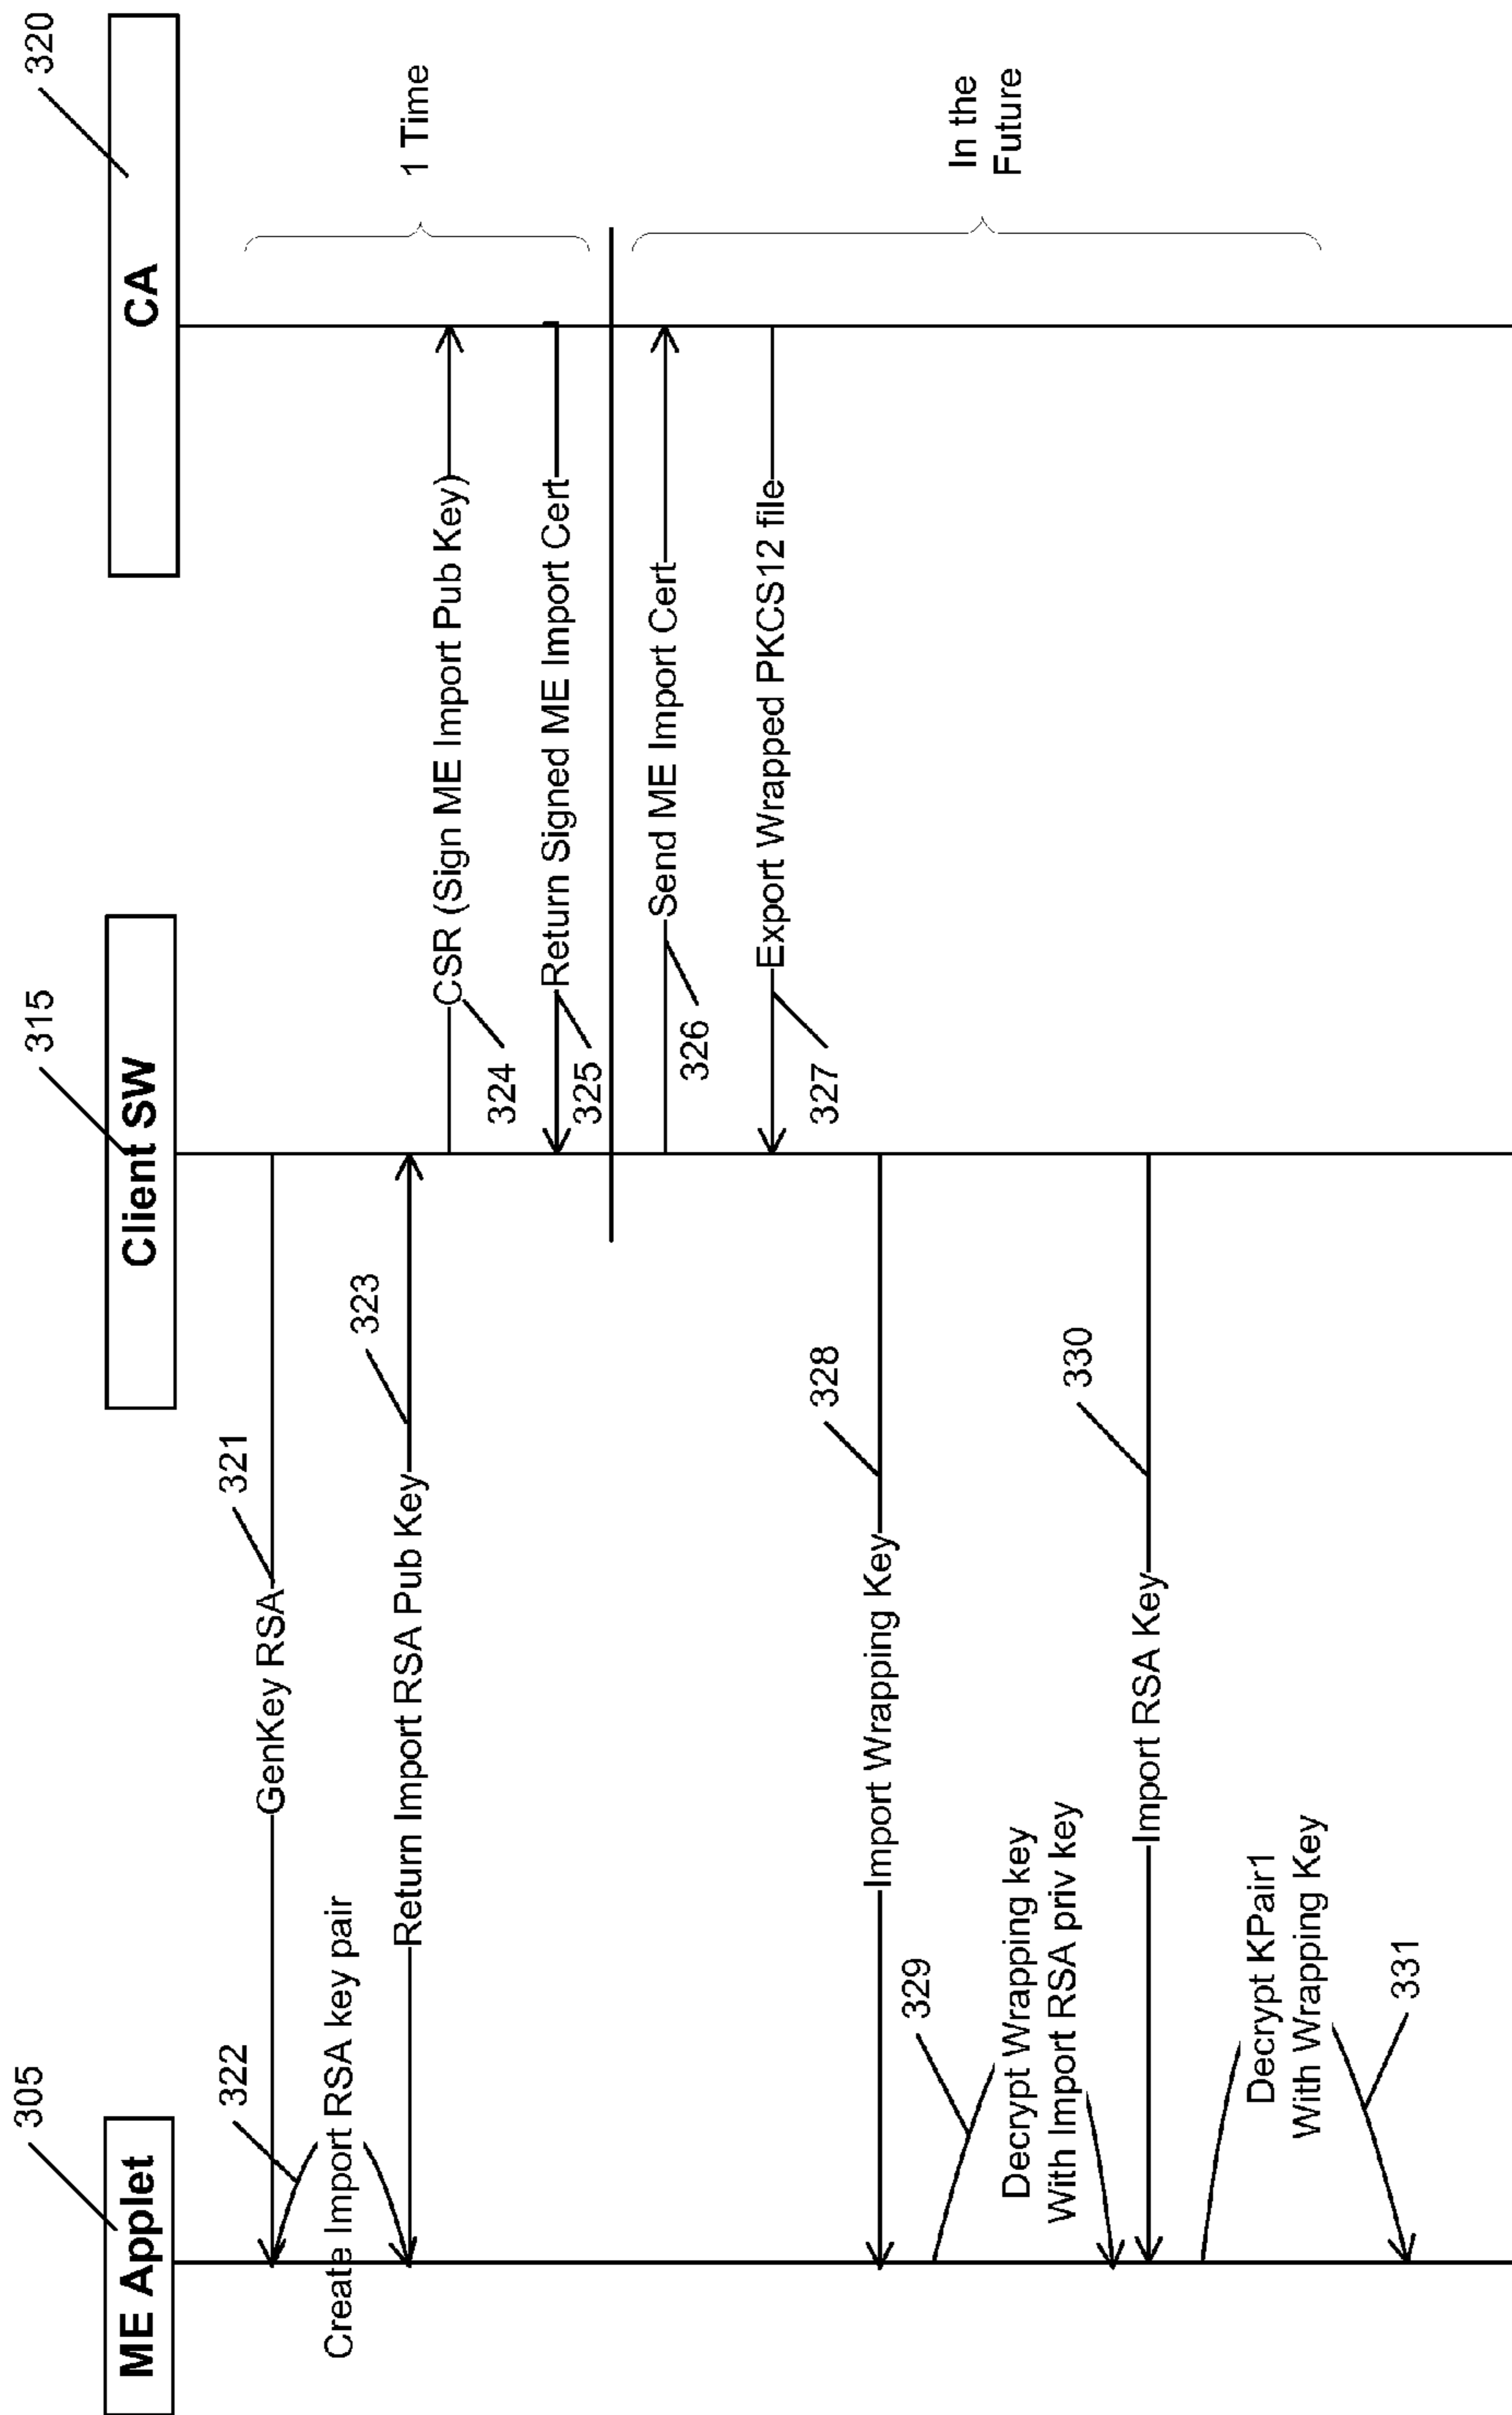 305
ME Applet
315
Client SW
320
CA
321
GenKey RSA
322
Create Import RSA key pair
323
Return Import RSA Pub Key
324
CSR (Sign ME Import Pub Key)
325
Return Signed ME Import Cert
1 Time
326
Send ME Import Cert
327
Export Wrapped PKCS12 file
328
Import Wrapping Key
329
Decrypt Wrapping key
With Import RSA priv key
330
Import RSA Key
Decrypt KPair1
With Wrapping Key
331
In the
Future